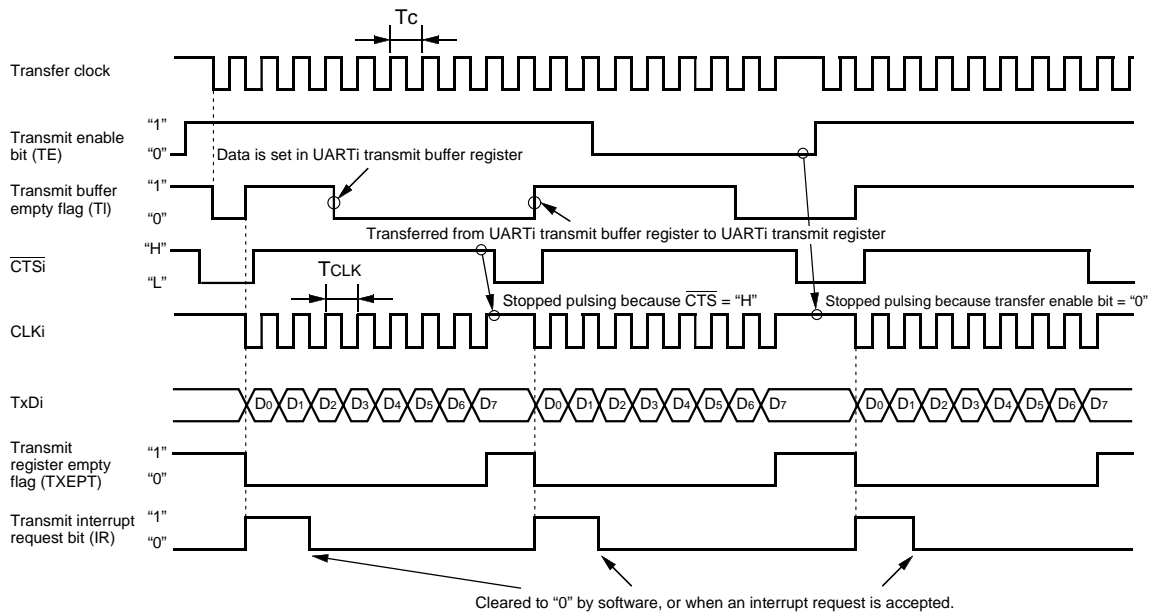 Tc
Transfer clock
Transmit enable
bit (TE)
“1”
“0”
Data is set in UARTi transmit buffer register
Transmit buffer
empty flag (TI)
“1”
“0”
Transferred from UARTi transmit buffer register to UARTi transmit register
CTSi
“H”
“L”
TCLK
Stopped pulsing because CTS = “H”
Stopped pulsing because transfer enable bit = “0”
CLKi
TxDi
D0 D1 D2 D3 D4 D5 D6 D7 D0 D1 D2 D3 D4 D5 D6 D7 D0 D1 D2 D3 D4 D5 D6 D7
Transmit
register empty
flag (TXEPT)
“1”
“0”
Transmit interrupt
request bit (IR)
“1”
“0”
Cleared to “0” by software, or when an interrupt request is accepted.